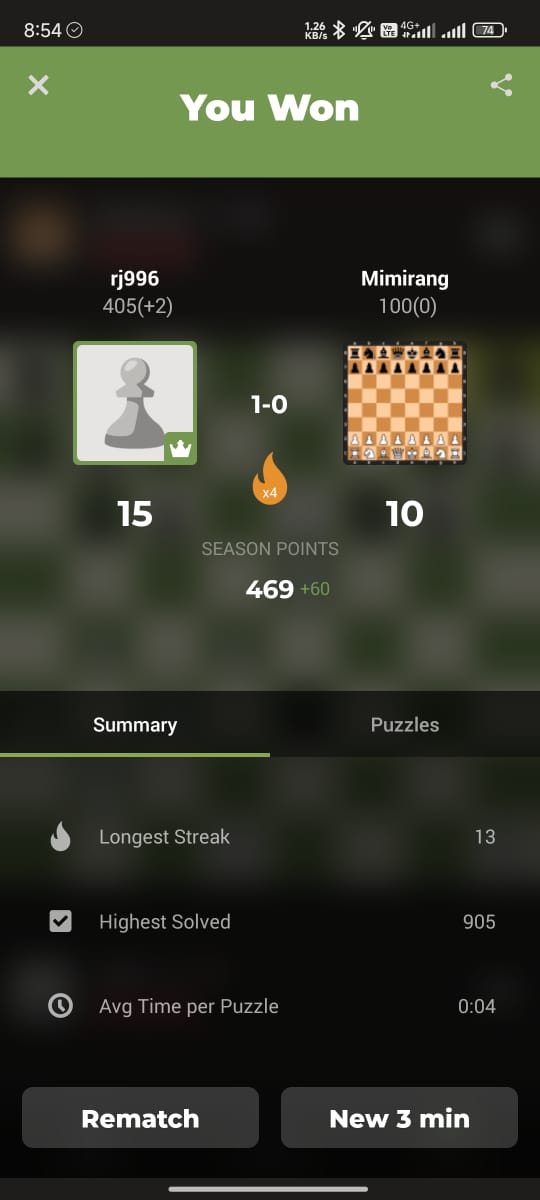 8:54
1.26
KB/s
Vo
LTE
4G+
74
You Won
rj996
Mimirang
405(+2)
100(0)
1-0
x4
15
10
SEASON POINTS
469 +60
Summary
Puzzles
Longest Streak
13
Highest Solved
905
Avg Time per Puzzle
0:04
Rematch
New 3 min